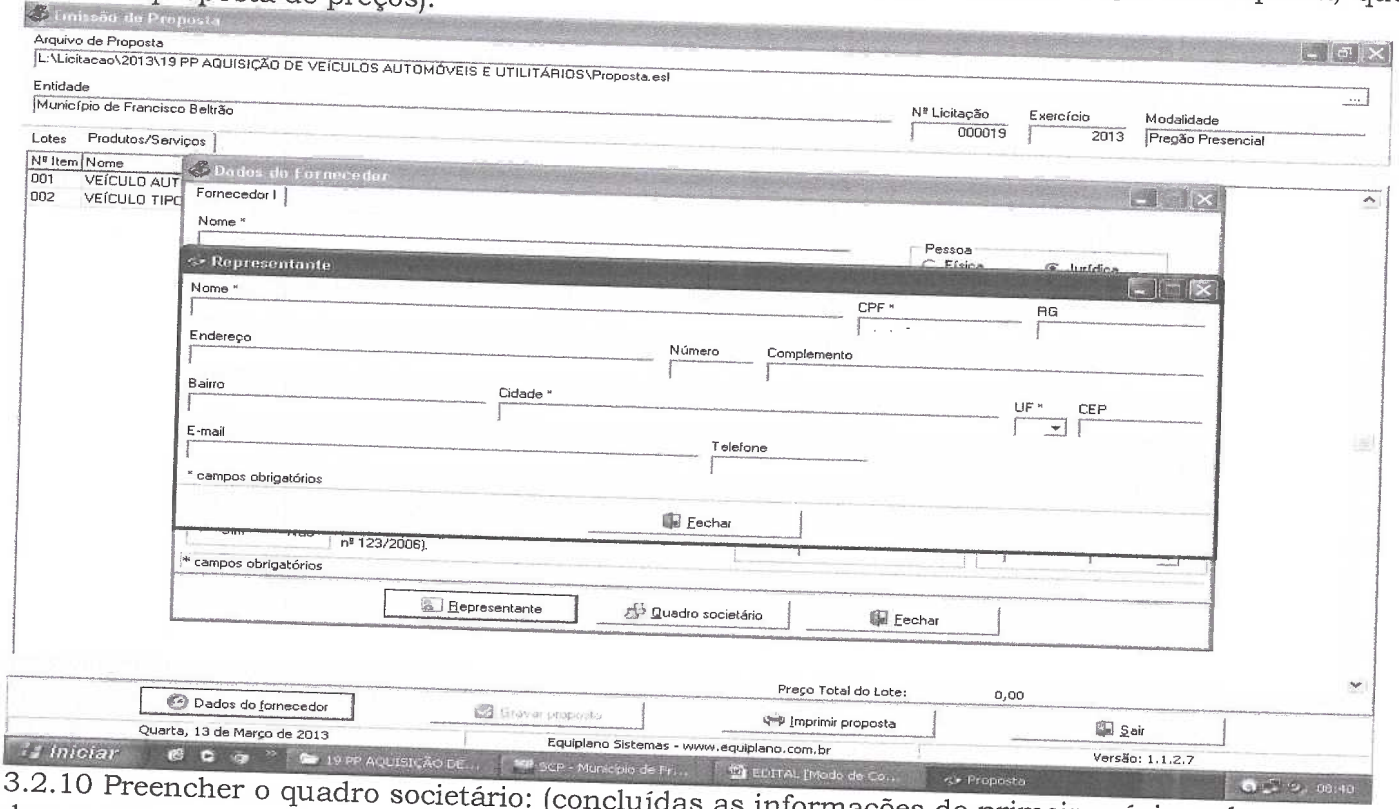 proposta de preços).
Emissão de Proposta
Arquivo de Proposta
L:\Licitacao\2013\19 PP AQUISIÇÃO DE VEÍCULOS AUTOMÓVEIS E UTILITÁRIOS\Proposta.esl
...
Entidade
Município de Francisco Beltrão
Nº Licitação
000019
Exercício
2013
Modalidade
Pregão Presencial
Lotes Produtos/Serviços
Nº Item Nome
001 VEÍCULO AUT
002 VEÍCULO TIPO
Dados do Fornecedor
Fornecedor I
Nome *
Pessoa
Física Jurídica
Representante
Nome *
CPF *
. . -
RG
Endereço
Número
Complemento
Bairro
Cidade *
UF *
CEP
E-mail
Telefone
* campos obrigatórios
Fechar
Sim Não nº 123/2006).
* campos obrigatórios
Representante Quadro societário Fechar
Preço Total do Lote: 0,00
Dados do fornecedor Gravar proposta Imprimir proposta Sair
Quarta, 13 de Março de 2013 Equiplano Sistemas - www.equiplano.com.br Versão: 1.1.2.7
Iniciar » 19 PP AQUISIÇÃO DE... SCP - Município de Fr... EDITAL [Modo de Co... Proposta 08:40
3.2.10 Preencher o quadro societário: (concluídas as informações do